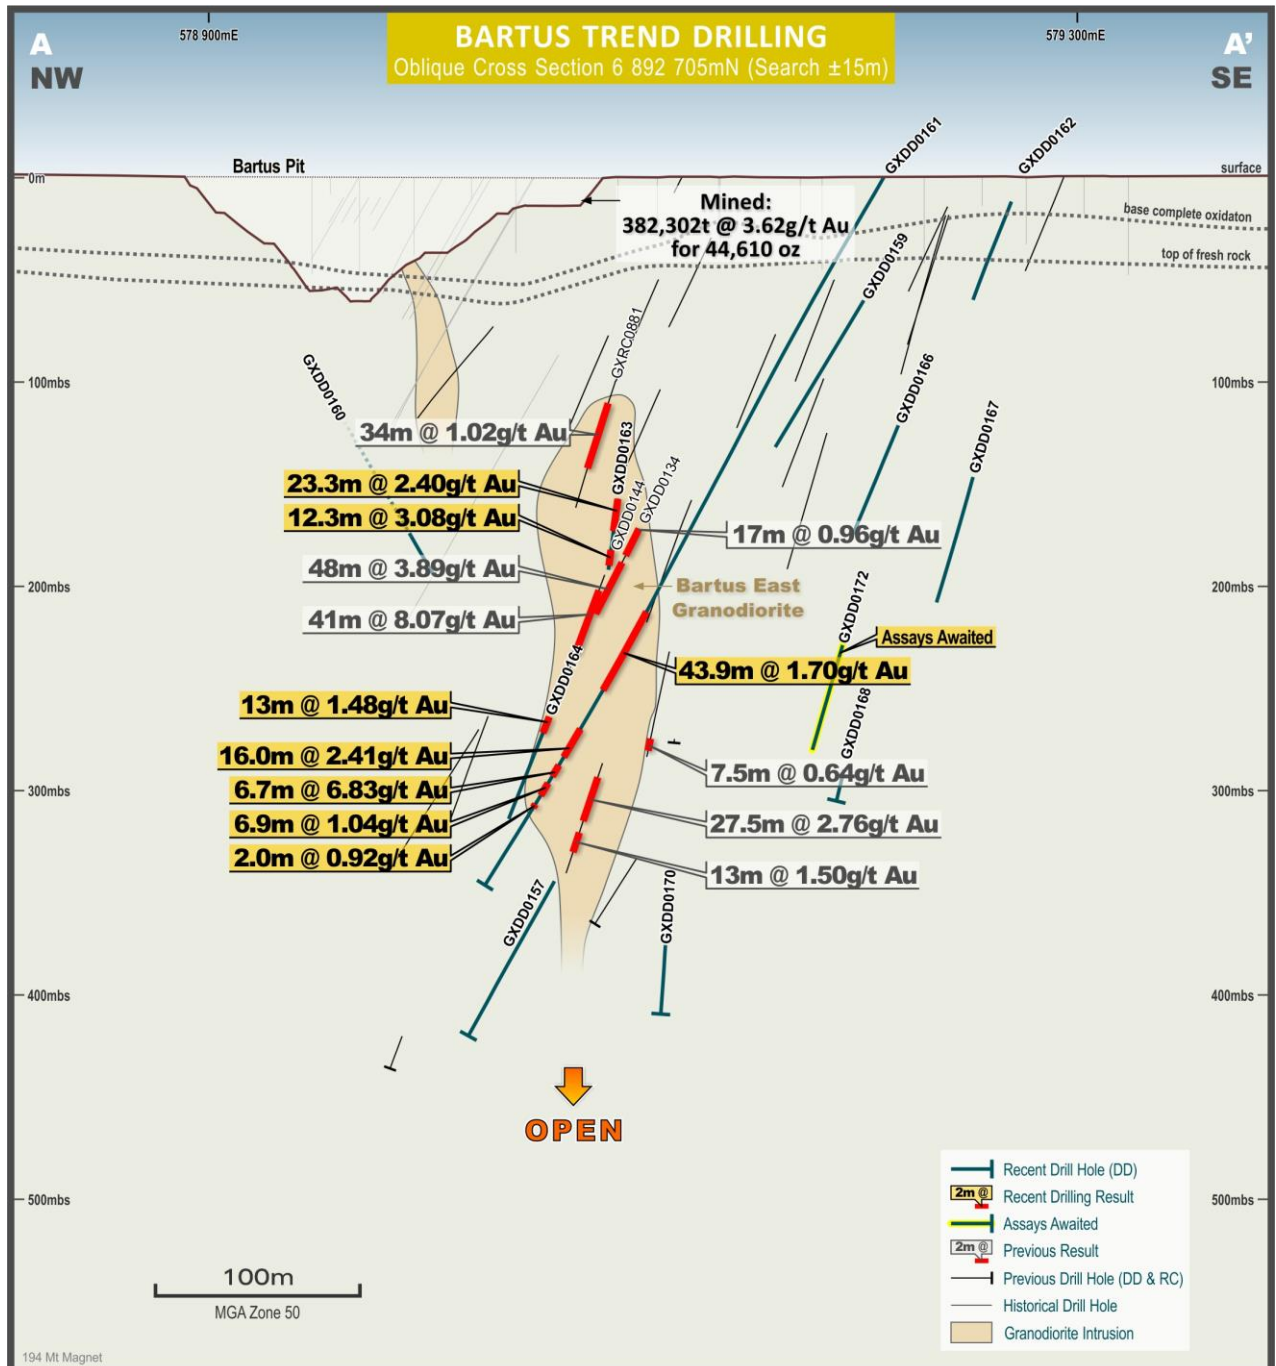 A
NW
578 900mE
BARTUS TREND DRILLING
Oblique Cross Section 6 892 705mN (Search ±15m)
579 300mE
A’
SE
Bartus Pit
GXDD0161
GXDD0162
surface
0m
Mined:
382,302t @ 3.62g/t Au
for 44,610 oz
base complete oxidaton
top of fresh rock
GXDD0159
GXRC0881
GXDD0160
GXDD0166
GXDD0167
100mbs
100mbs
34m @ 1.02g/t Au
GXDD0163
GXDD0144
GXDD0134
23.3m @ 2.40g/t Au
12.3m @ 3.08g/t Au
17m @ 0.96g/t Au
48m @ 3.89g/t Au
200mbs
200mbs
Bartus East
Granodiorite
41m @ 8.07g/t Au
GXDD0172
Assays Awaited
43.9m @ 1.70g/t Au
GXDD0164
GXDD0168
13m @ 1.48g/t Au
16.0m @ 2.41g/t Au
7.5m @ 0.64g/t Au
6.7m @ 6.83g/t Au
300mbs
300mbs
6.9m @ 1.04g/t Au
27.5m @ 2.76g/t Au
2.0m @ 0.92g/t Au
13m @ 1.50g/t Au
GXDD0157
GXDD0170
400mbs
400mbs
OPEN
500mbs
500mbs
Recent Drill Hole (DD)
2m @
Recent Drilling Result
Assays Awaited
2m @
Previous Result
Previous Drill Hole (DD & RC)
Historical Drill Hole
Granodiorite Intrusion
100m
MGA Zone 50
194 Mt Magnet